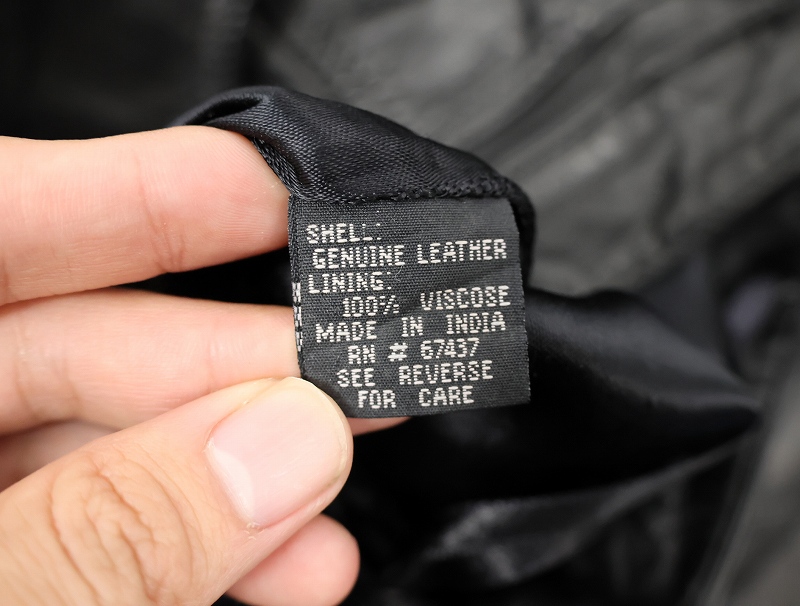 SHELL:
GENUINE LEATHER
LINING:
100% VISCOSE
MADE IN INDIA
RN # 67437
SEE REVERSE
FOR CARE